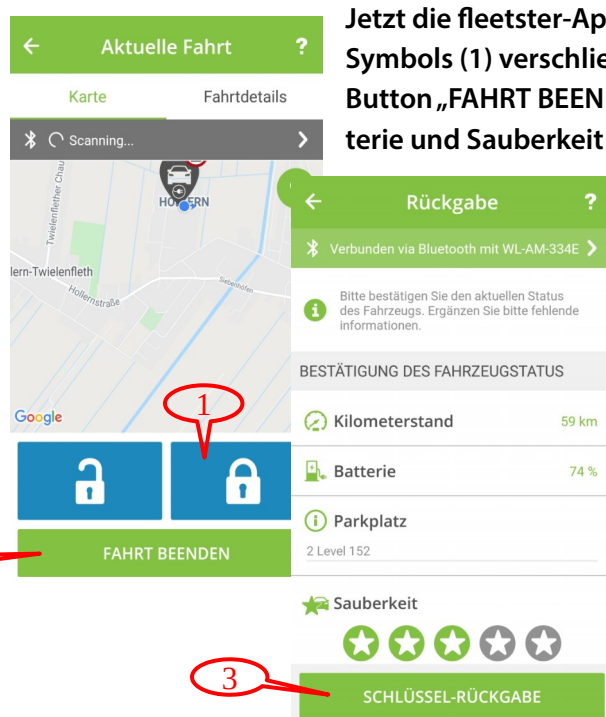 Jetzt die fleetster-Ap
Symbols (1) verschlie
Button „FAHRT BEEN
terie und Sauberkeit
Aktuelle Fahrt ?
Karte Fahrtdetails
Scanning...
Twielenflether Chau
HOLLERN
lern-Twielenfleth
Hollernstraße
Siebenhöfen
Google
1
FAHRT BEENDEN
Rückgabe ?
Verbunden via Bluetooth mit WL-AM-334E
Bitte bestätigen Sie den aktuellen Status
des Fahrzeugs. Ergänzen Sie bitte fehlende
informationen.
BESTÄTIGUNG DES FAHRZEUGSTATUS
Kilometerstand 59 km
Batterie 74 %
Parkplatz
2 Level 152
Sauberkeit
3
SCHLÜSSEL-RÜCKGABE